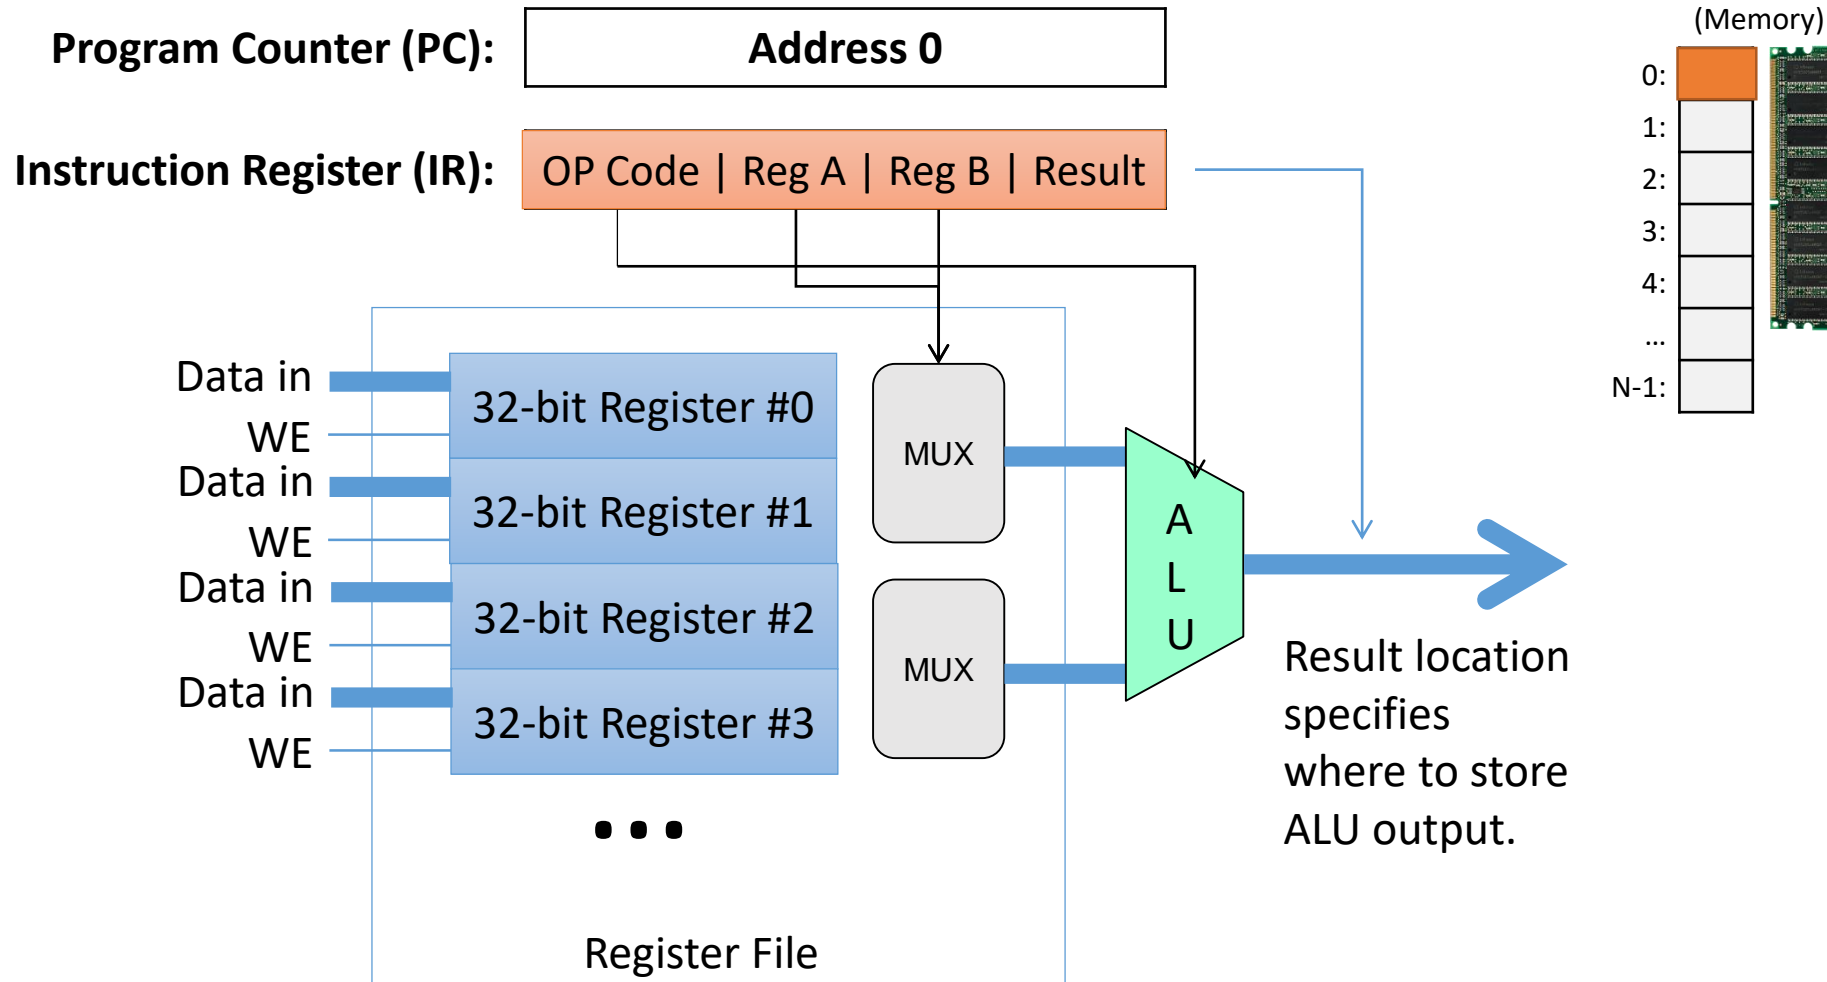 (Memory)
Program Counter (PC):
Address 0
0:
1:
Instruction Register (IR):
OP Code | Reg A | Reg B | Result
2:
3:
4:
...
N-1:
Data in
WE
32-bit Register #0
Data in
WE
32-bit Register #1
Data in
WE
32-bit Register #2
Data in
WE
32-bit Register #3
...
MUX
MUX
A
L
U
Result location
specifies
where to store
ALU output.
Register File